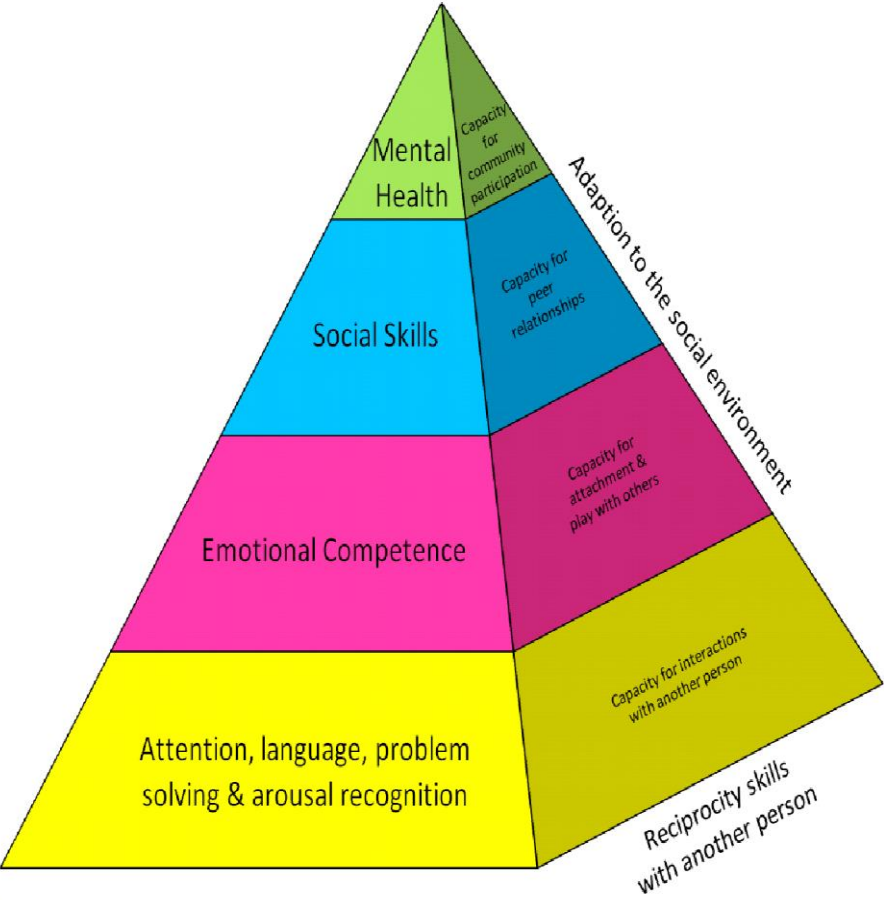 Mental
Health
Capacity
for
community
participation
Adaption to the social environment
Social Skills
Capacity for
peer
relationships
Emotional Competence
Capacity for
attachment &
play with others
Attention, language, problem
solving & arousal recognition
Capacity for interactions
with another person
Reciprocity skills
with another person